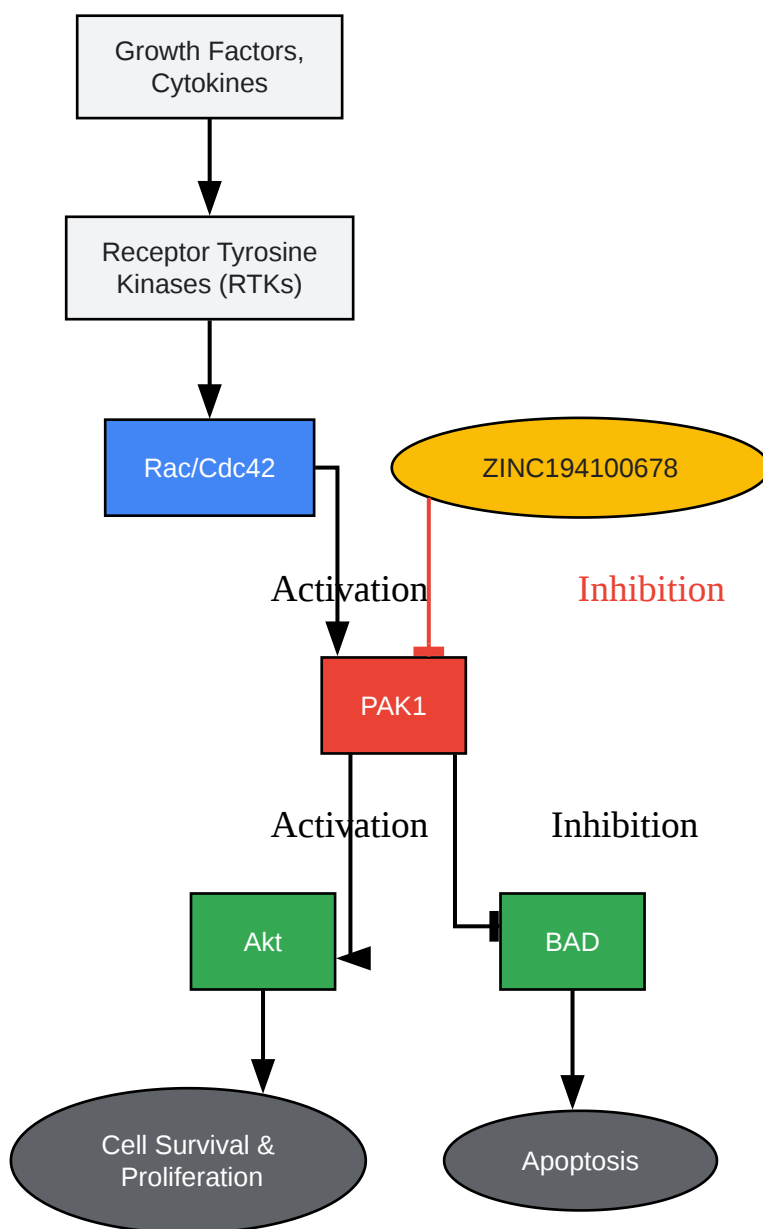 Growth Factors,
Cytokines
Receptor Tyrosine
Kinases (RTKs)
Rac/Cdc42
ZINC194100678
Activation
Inhibition
PAK1
Activation
Inhibition
Akt
BAD
Cell Survival &
Proliferation
Apoptosis